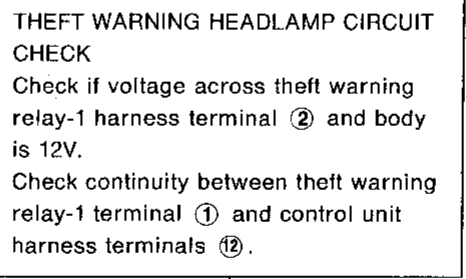 THEFT WARNING HEADLAMP CIRCUIT
CHECK
Check if voltage across theft warning
relay-1 harness terminal ② and body
is 12V.
Check continuity between theft warning
relay-1 terminal ① and control unit
harness terminals ⑫.